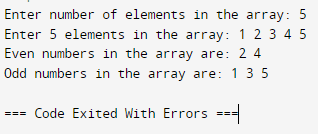 Enter number of elements in the array: 5
Enter 5 elements in the array: 1 2 3 4 5
Even numbers in the array are: 2 4
Odd numbers in the array are: 1 3 5
=== Code Exited With Errors ===